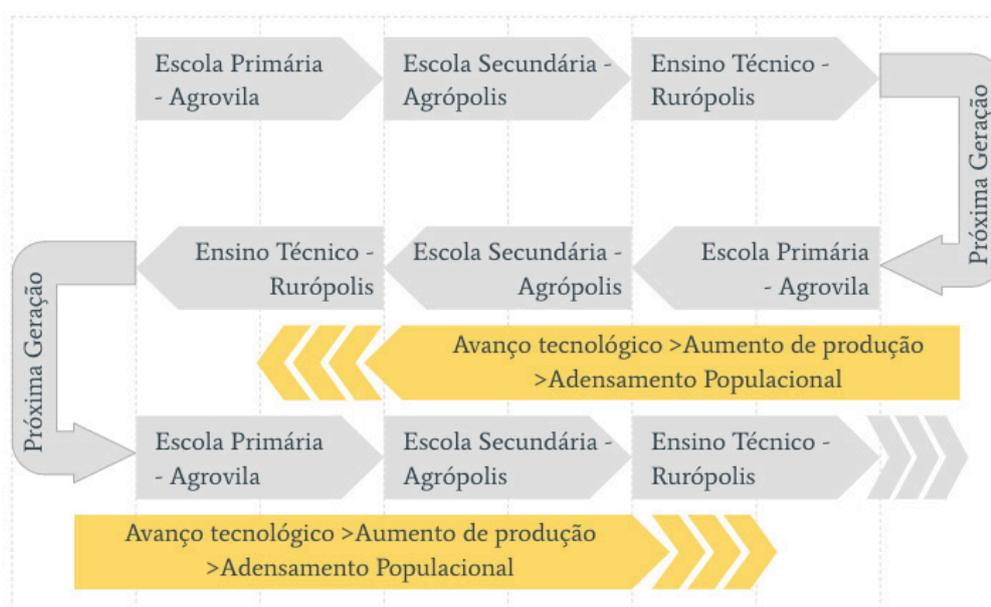 Escola Primária
- Agrovila
Escola Secundária -
Agrópolis
Ensino Técnico -
Rurópolis
Próxima Geração
Escola Primária
- Agrovila
Escola Secundária -
Agrópolis
Ensino Técnico -
Rurópolis
Avanço tecnológico >Aumento de produção
>Adensamento Populacional
Próxima Geração
Escola Primária
- Agrovila
Escola Secundária -
Agrópolis
Ensino Técnico -
Rurópolis
Avanço tecnológico >Aumento de produção
>Adensamento Populacional